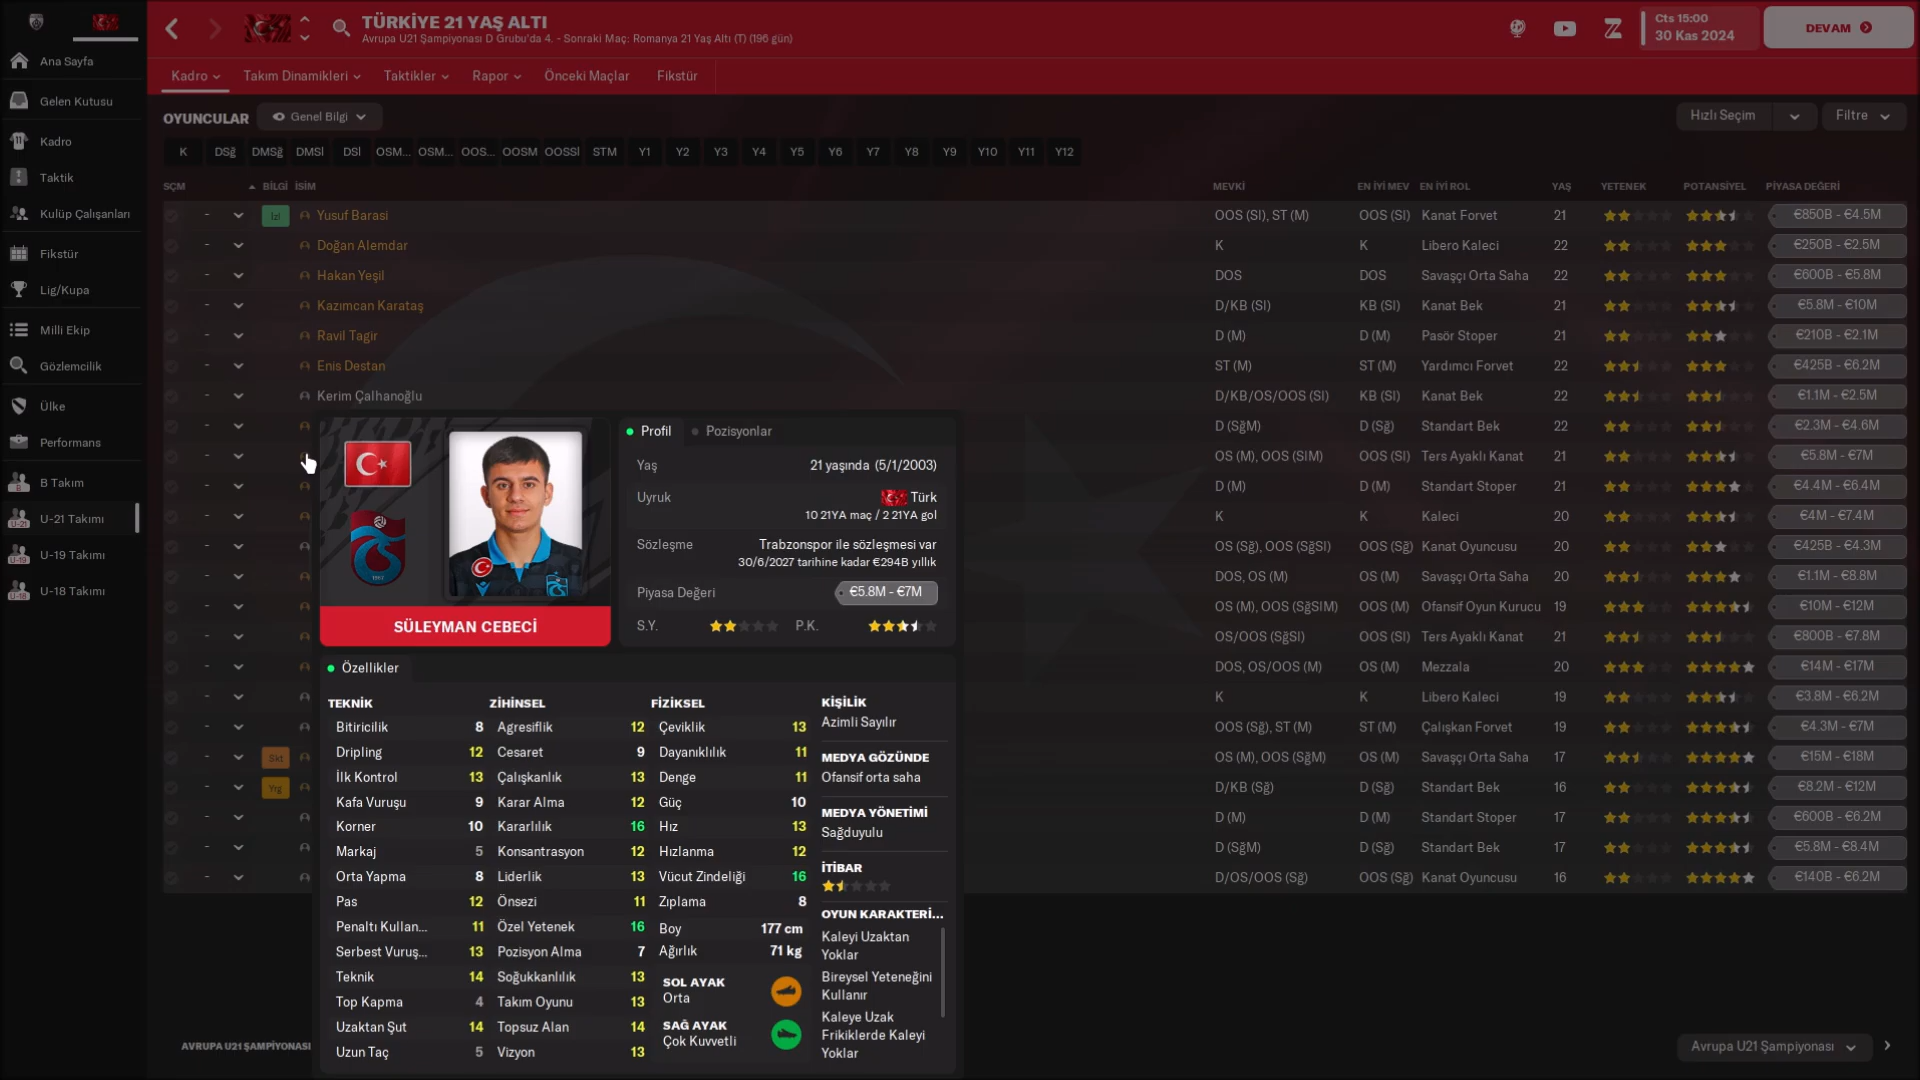 TÜRKİYE 21 YAŞ ALTI
Avrupa U21 Şampiyonası D Grubu'da 4. - Sonraki Maç: Romanya 21 Yaş Altı (T) (196 gün)
Cts 15:00
30 Kas 2024
DEVAM
Kadro Takım Dinamikleri Taktikler Rapor Önceki Maçlar Fikstür
Ana Sayfa
Gelen Kutusu
Kadro
Taktik
Kulüp Çalışanları
Fikstür
Lig/Kupa
Milli Ekip
Gözlemcilik
Ülke
Performans
B Takım
U-21 Takımı
U-19 Takımı
U-18 Takımı
OYUNCULAR Genel Bilgi Hızlı Seçim Filtre
K DSğ DMSğ DMSl DSl OSM... OSM... OOS... OOSM OOSSl STM Y1 Y2 Y3 Y4 Y5 Y6 Y7 Y8 Y9 Y10 Y11 Y12
SÇM BİLGİ İSİM MEVKİ EN İYİ MEV EN İYİ ROL YAŞ YETENEK POTANSİYEL PİYASA DEĞERİ
- İzl Yusuf Barasi OOS (Sl), ST (M) OOS (Sl) Kanat Forvet 21 €850B - €4.5M
- Doğan Alemdar K K Libero Kaleci 22 €250B - €2.5M
- Hakan Yeşil DOS DOS Savaşçı Orta Saha 22 €600B - €5.8M
- Kazımcan Karataş D/KB (Sl) KB (Sl) Kanat Bek 21 €5.8M - €10M
- Ravil Tagir D (M) D (M) Pasör Stoper 21 €210B - €2.1M
- Enis Destan ST (M) ST (M) Yardımcı Forvet 22 €425B - €6.2M
- Kerim Çalhanoğlu D/KB/OS/OOS (Sl) KB (Sl) Kanat Bek 22 €1.1M - €2.5M
- D (SğM) D (Sğ) Standart Bek 22 €2.3M - €4.6M
- OS (M), OOS (SlM) OOS (Sl) Ters Ayaklı Kanat 21 €5.8M - €7M
- D (M) D (M) Standart Stoper 21 €4.4M - €6.4M
- K K Kaleci 20 €4M - €7.4M
- OS (Sğ), OOS (SğSl) OOS (Sğ) Kanat Oyuncusu 20 €425B - €4.3M
- DOS, OS (M) OS (M) Savaşçı Orta Saha 20 €1.1M - €8.8M
- OS (M), OOS (SğSlM) OOS (M) Ofansif Oyun Kurucu 19 €10M - €12M
- OS/OOS (SğSl) OOS (Sl) Ters Ayaklı Kanat 21 €800B - €7.8M
- DOS, OS/OOS (M) OS (M) Mezzala 20 €14M - €17M
- K K Libero Kaleci 19 €3.8M - €6.2M
- OOS (Sğ), ST (M) ST (M) Çalışkan Forvet 19 €4.3M - €7M
- Skt OS (M), OOS (SğM) OS (M) Savaşçı Orta Saha 17 €15M - €18M
- Yrg D/KB (Sğ) D (Sğ) Standart Bek 16 €8.2M - €12M
- D (M) D (M) Standart Stoper 17 €600B - €6.2M
- D (SğM) D (Sğ) Standart Bek 17 €5.8M - €8.4M
- D/OS/OOS (Sğ) OOS (Sğ) Kanat Oyuncusu 16 €140B - €6.2M
SÜLEYMAN CEBECİ
Profil Pozisyonlar
Yaş 21 yaşında (5/1/2003)
Uyruk Türk
10 21YA maç / 2 21YA gol
Sözleşme Trabzonspor ile sözleşmesi var
30/6/2027 tarihine kadar €294B yıllık
Piyasa Değeri €5.8M - €7M
S.Y. P.K.
Özellikler
TEKNİK ZİHİNSEL FİZİKSEL
Bitiricilik 8 Agresiflik 12 Çeviklik 13
Dripling 12 Cesaret 9 Dayanıklılık 11
İlk Kontrol 13 Çalışkanlık 13 Denge 11
Kafa Vuruşu 9 Karar Alma 12 Güç 10
Korner 10 Kararlılık 16 Hız 13
Markaj 5 Konsantrasyon 12 Hızlanma 12
Orta Yapma 8 Liderlik 13 Vücut Zindeliği 16
Pas 12 Önsezi 11 Zıplama 8
Penaltı Kullan... 11 Özel Yetenek 16 Boy 177 cm
Serbest Vuruş... 13 Pozisyon Alma 7 Ağırlık 71 kg
Teknik 14 Soğukkanlılık 13
Top Kapma 4 Takım Oyunu 13
Uzaktan Şut 14 Topsuz Alan 14
Uzun Taç 5 Vizyon 13
SOL AYAK
Orta
SAĞ AYAK
Çok Kuvvetli
KİŞİLİK
Azimli Sayılır
MEDYA GÖZÜNDE
Ofansif orta saha
MEDYA YÖNETİMİ
Sağduyulu
İTİBAR
OYUN KARAKTERİ...
Kaleyi Uzaktan
Yoklar
Bireysel Yeteneğini
Kullanır
Kaleye Uzak
Frikiklerde Kaleyi
Yoklar
AVRUPA U21 ŞAMPİYONASI
Avrupa U21 Şampiyonası